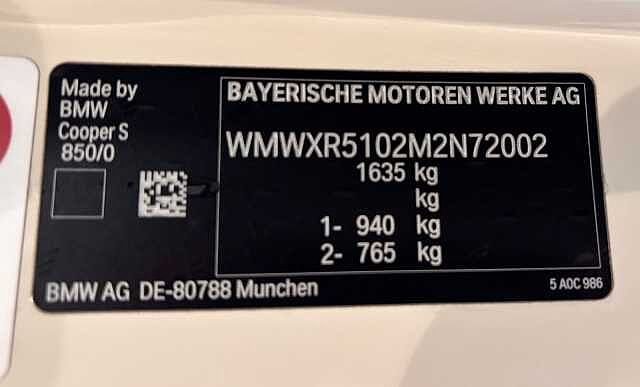 Made by
BMW
Cooper S
850/0
BAYERISCHE MOTOREN WERKE AG
WMWXR5102M2N72002
1635 kg
kg
1- 940 kg
2- 765 kg
BMW AG DE-80788 Munchen
5 A0C 986